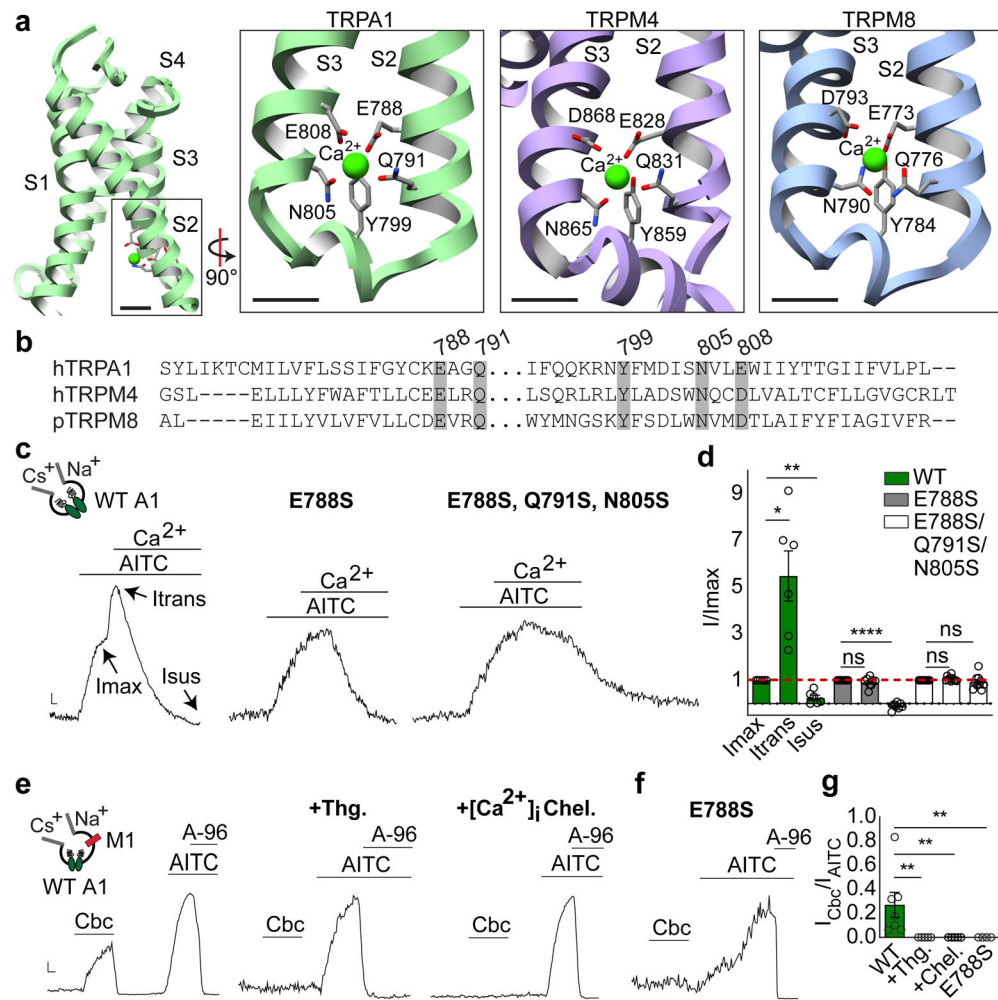 a
TRPA1
TRPM4
TRPM8
S4
S3
S1
S2
90°
S3
S2
E788
E808
Ca2+
Q791
N805
Y799
S3
S2
D868
E828
Ca2+
Q831
N865
Y859
S3
S2
D793
E773
Ca2+
Q776
N790
Y784
b
788 791 799 805 808
hTRPA1 SYLIKTCMILVFLSSIFGYCKEAGQ...IFQQKRNYFMDISNVLEWIIYTTGIIFVLPL--
hTRPM4 GSL----ELLLYFWAFTLLCEELRQ...LSQRLRLYLADSWNQCDLVALTCFLLGVGCRLT
pTRPM8 AL-----EIILYVLVFVLLCDEVRQ...WYMNGSKYFSDLWNVMDTLAIFYFIAGIVFR--
c
Cs+ Na+
WT A1
Ca2+
AITC
Itrans
Imax
Isus
E788S
Ca2+
AITC
E788S, Q791S, N805S
Ca2+
AITC
d
I/Imax
9
7
5
3
1
**
*
****
ns
ns
ns
WT
E788S
E788S/
Q791S/
N805S
Imax
Itrans
Isus
e
Cs+ Na+
M1
WT A1
Cbc
A-96
AITC
+Thg.
A-96
AITC
Cbc
+[Ca2+]i Chel.
A-96
AITC
Cbc
f
E788S
A-96
AITC
Cbc
g
ICbc/IAITC
1.0
0.8
0.6
0.4
0.2
0.0
**
**
**
WT
+Thg.
+Chel.
E788S